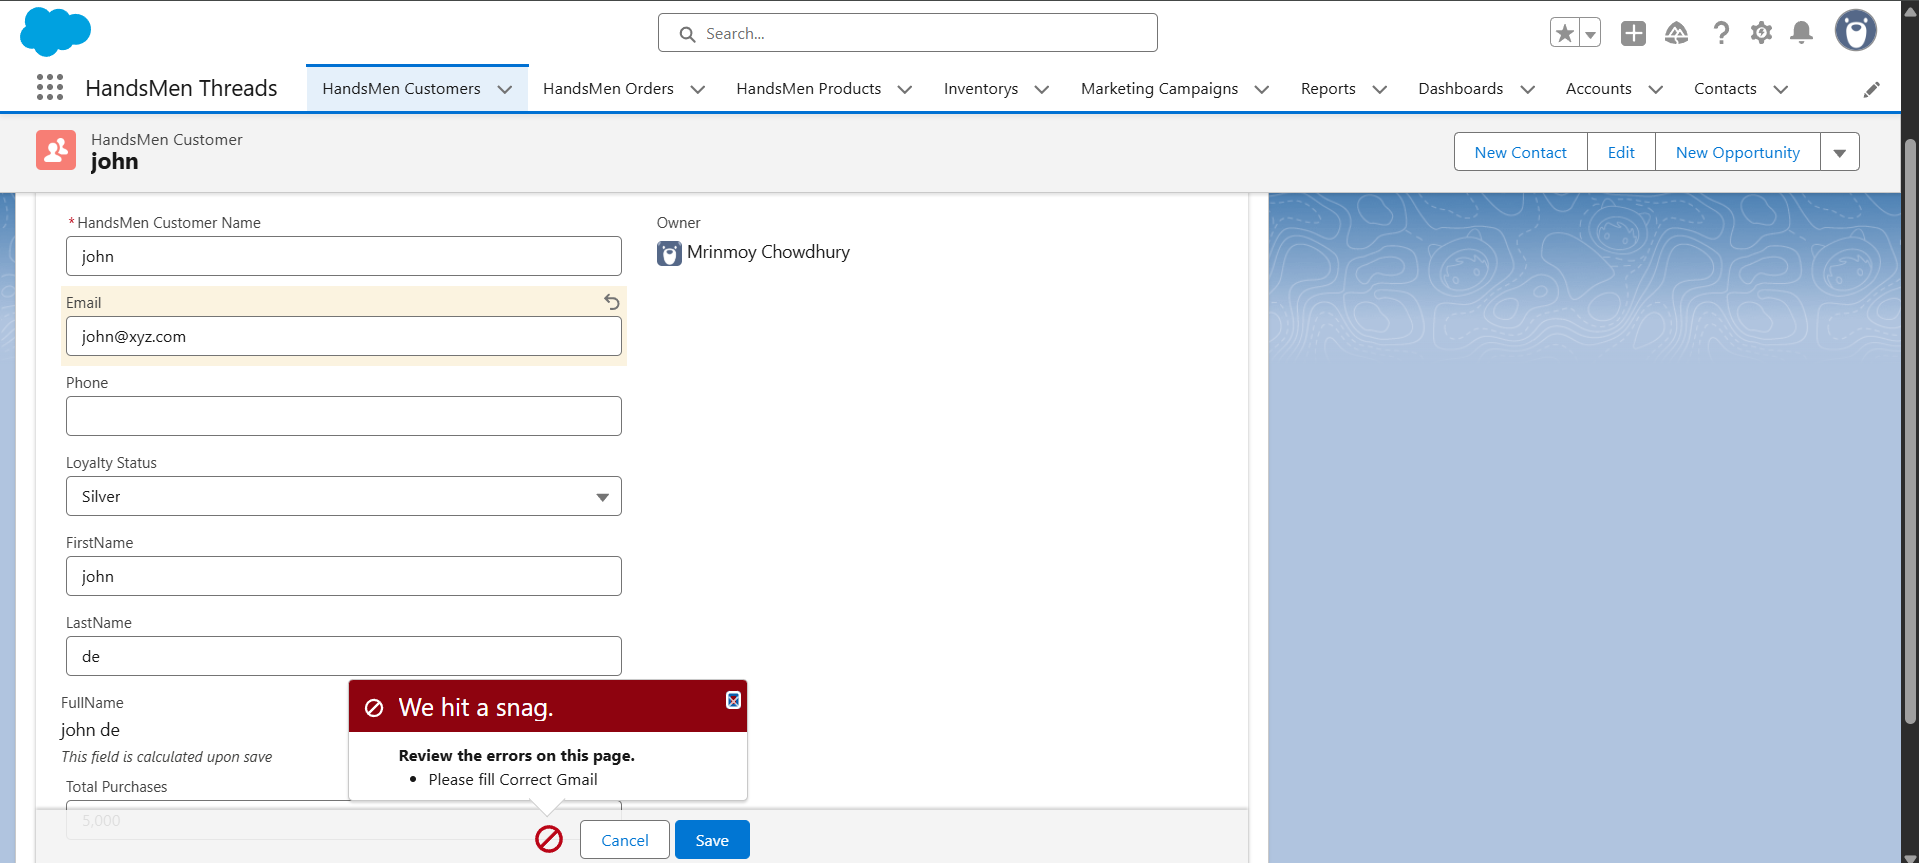 Search...
HandsMen Threads
HandsMen Customers
HandsMen Orders
HandsMen Products
Inventorys
Marketing Campaigns
Reports
Dashboards
Accounts
Contacts
HandsMen Customer
john
New Contact
Edit
New Opportunity
*HandsMen Customer Name
john
Owner
Mrinmoy Chowdhury
Email
john@xyz.com
Phone
Loyalty Status
Silver
FirstName
john
LastName
de
FullName
john de
This field is calculated upon save
Total Purchases
5,000
We hit a snag.
Review the errors on this page.
• Please fill Correct Gmail
Cancel
Save